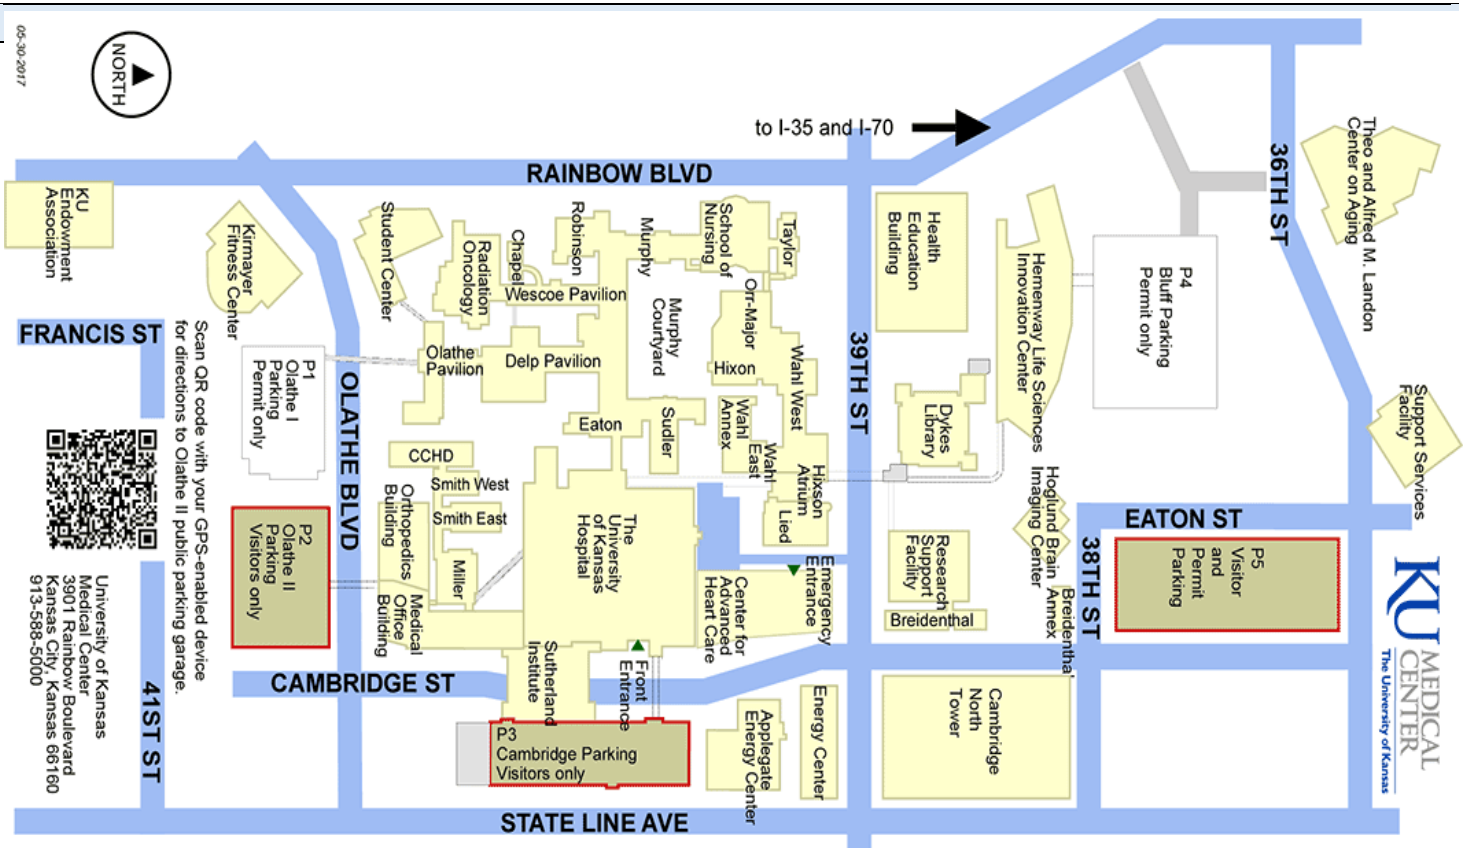 05-30-2017
NORTH
to I-35 and I-70
RAINBOW BLVD
36TH ST
Theo and Alfred M. Landon
Center on Aging
KU
Endowment
Association
Kirmayer
Fitness Center
Student Center
Radiation
Oncology
Chapel
Robinson
Murphy
School of
Nursing
Taylor
Health
Education
Building
Hemenway Life Sciences
Innovation Center
P4
Bluff Parking
Permit only
Wescoe Pavilion
Murphy
Courtyard
Orr-Major
Hixon
Wahl West
39TH ST
FRANCIS ST
P1
Olathe I
Parking
Permit only
OLATHE BLVD
Olathe
Pavilion
Delp Pavilion
Eaton
Sudler
Wahl
Annex
Wahl
East
Hixson
Atrium
Lied
Dykes
Library
Support Services
Facility
Scan QR code with your GPS-enabled device
for directions to Olathe II public parking garage.
CCHD
Smith West
Smith East
Orthopedics
Building
Miller
The
University
of Kansas
Hospital
Hoglund Brain
Imaging Center
EATON ST
38TH ST
P5
Visitor
and
Permit
Parking
P2
Olathe II
Parking
Visitors only
Medical
Office
Building
Center for
Advanced
Heart Care
Emergency
Entrance
Research
Support
Facility
Breidenthal
Breidenthal
Annex
University of Kansas
Medical Center
3901 Rainbow Boulevard
Kansas City, Kansas 66160
913-588-5000
41ST ST
CAMBRIDGE ST
Sutherland
Institute
Front
Entrance
P3
Cambridge Parking
Visitors only
Applegate
Energy Center
Energy Center
Cambridge
North
Tower
STATE LINE AVE
KU MEDICAL
CENTER
The University of Kansas